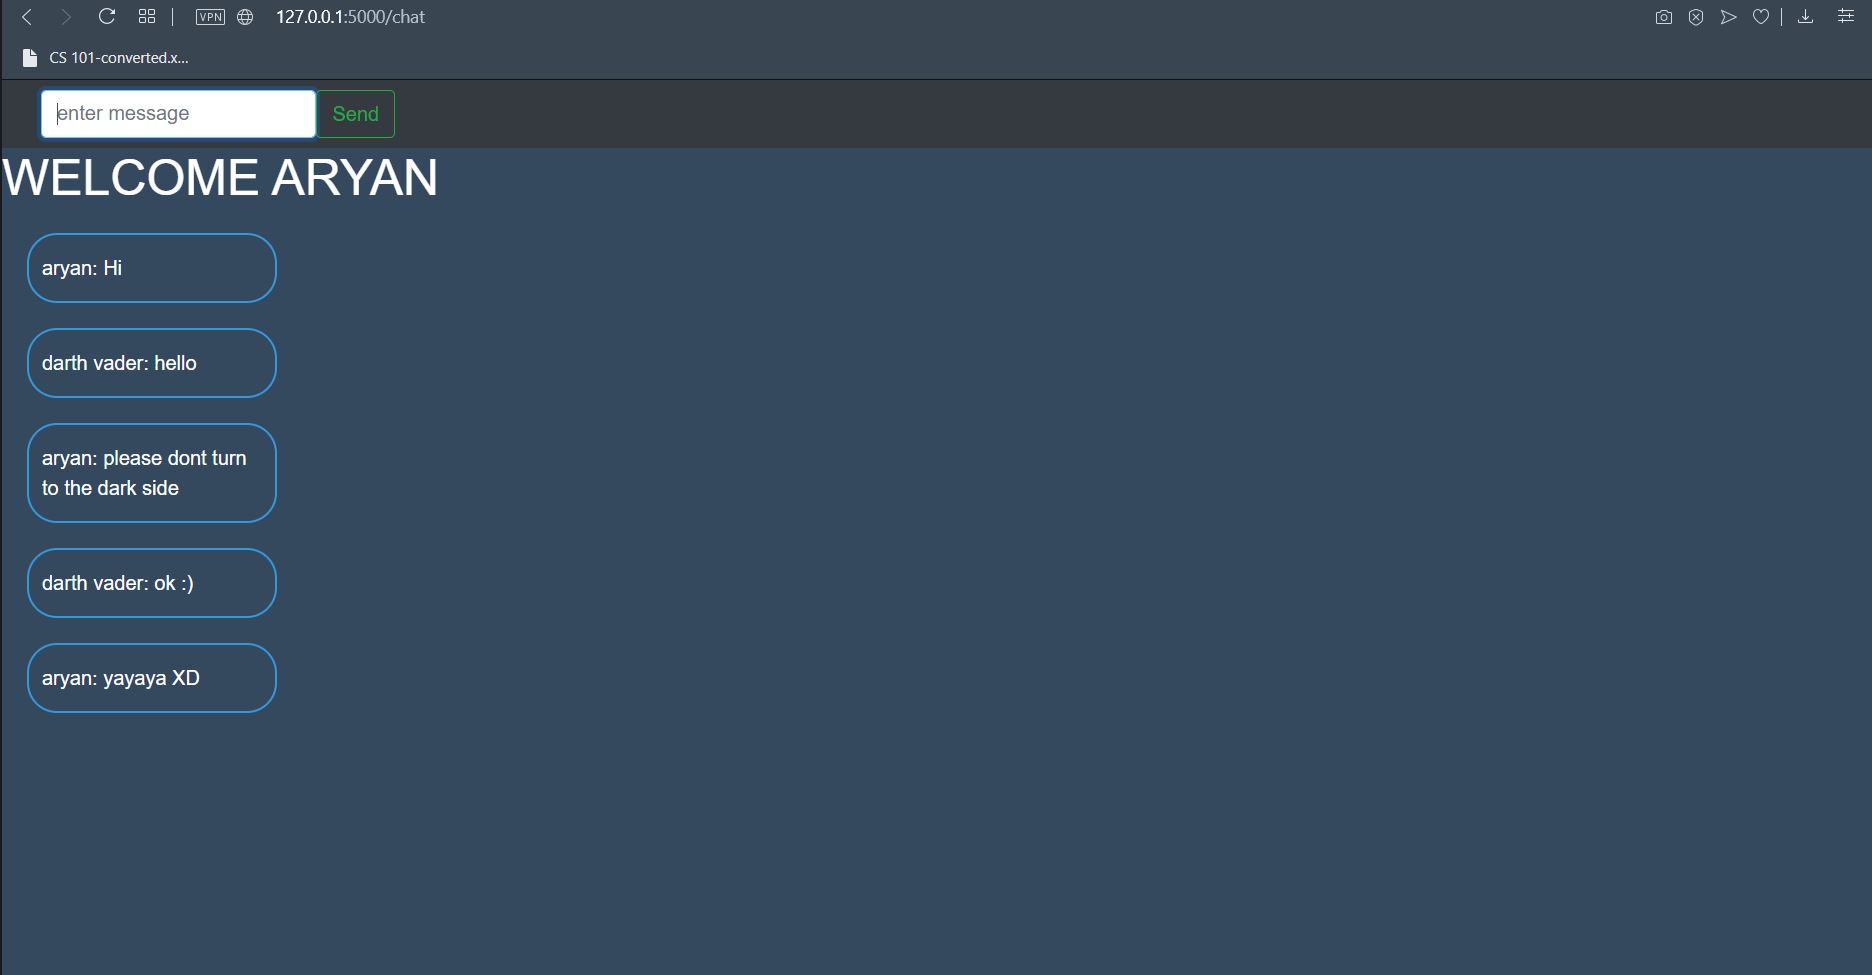 VPN
127.0.0.1:5000/chat
CS 101-converted.x...
enter message
Send
WELCOME ARYAN
aryan: Hi
darth vader: hello
aryan: please dont turn
to the dark side
darth vader: ok :)
aryan: yayaya XD